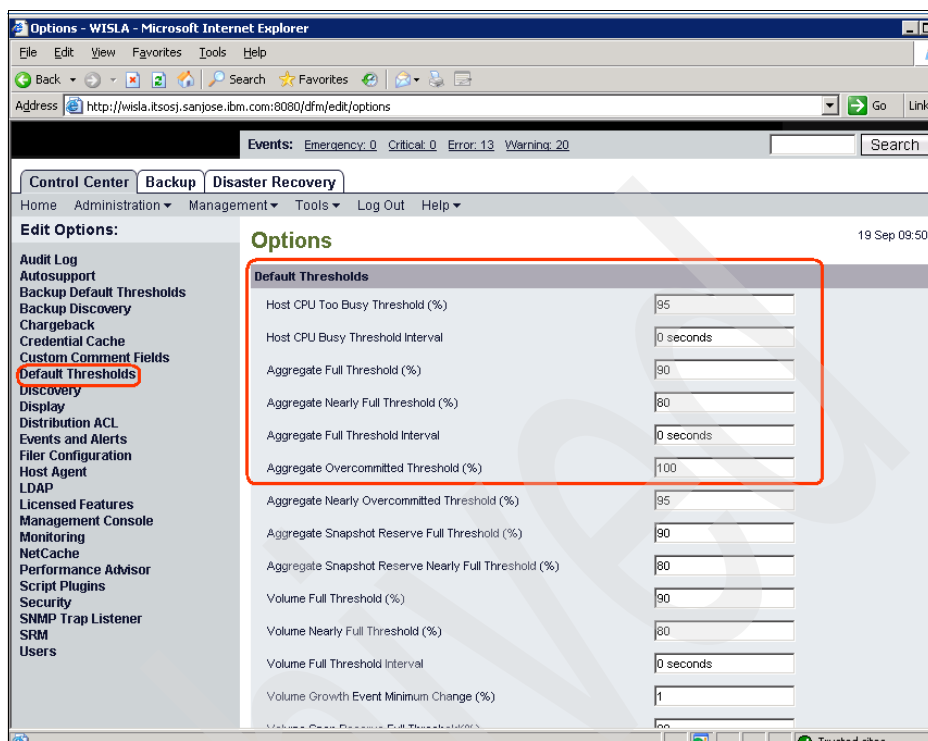 Options - WISLA - Microsoft Internet Explorer
File Edit View Favorites Tools Help
Back Search Favorites
Address http://wisla.itsosj.sanjose.ibm.com:8080/dfm/edit/options Go Link
Events: Emergency: 0 Critical: 0 Error: 13 Warning: 20 Search
Control Center Backup Disaster Recovery
Home Administration Management Tools Log Out Help
Edit Options:
Audit Log
Autosupport
Backup Default Thresholds
Backup Discovery
Chargeback
Credential Cache
Custom Comment Fields
Default Thresholds
Discovery
Display
Distribution ACL
Events and Alerts
Filer Configuration
Host Agent
LDAP
Licensed Features
Management Console
Monitoring
NetCache
Performance Advisor
Script Plugins
Security
SNMP Trap Listener
SRM
Users
Options
19 Sep 09:50
Default Thresholds
Host CPU Too Busy Threshold (%) 95
Host CPU Busy Threshold Interval 0 seconds
Aggregate Full Threshold (%) 90
Aggregate Nearly Full Threshold (%) 80
Aggregate Full Threshold Interval 0 seconds
Aggregate Overcommitted Threshold (%) 100
Aggregate Nearly Overcommitted Threshold (%) 95
Aggregate Snapshot Reserve Full Threshold (%) 90
Aggregate Snapshot Reserve Nearly Full Threshold (%) 80
Volume Full Threshold (%) 90
Volume Nearly Full Threshold (%) 80
Volume Full Threshold Interval 0 seconds
Volume Growth Event Minimum Change (%) 1
Trusted sites